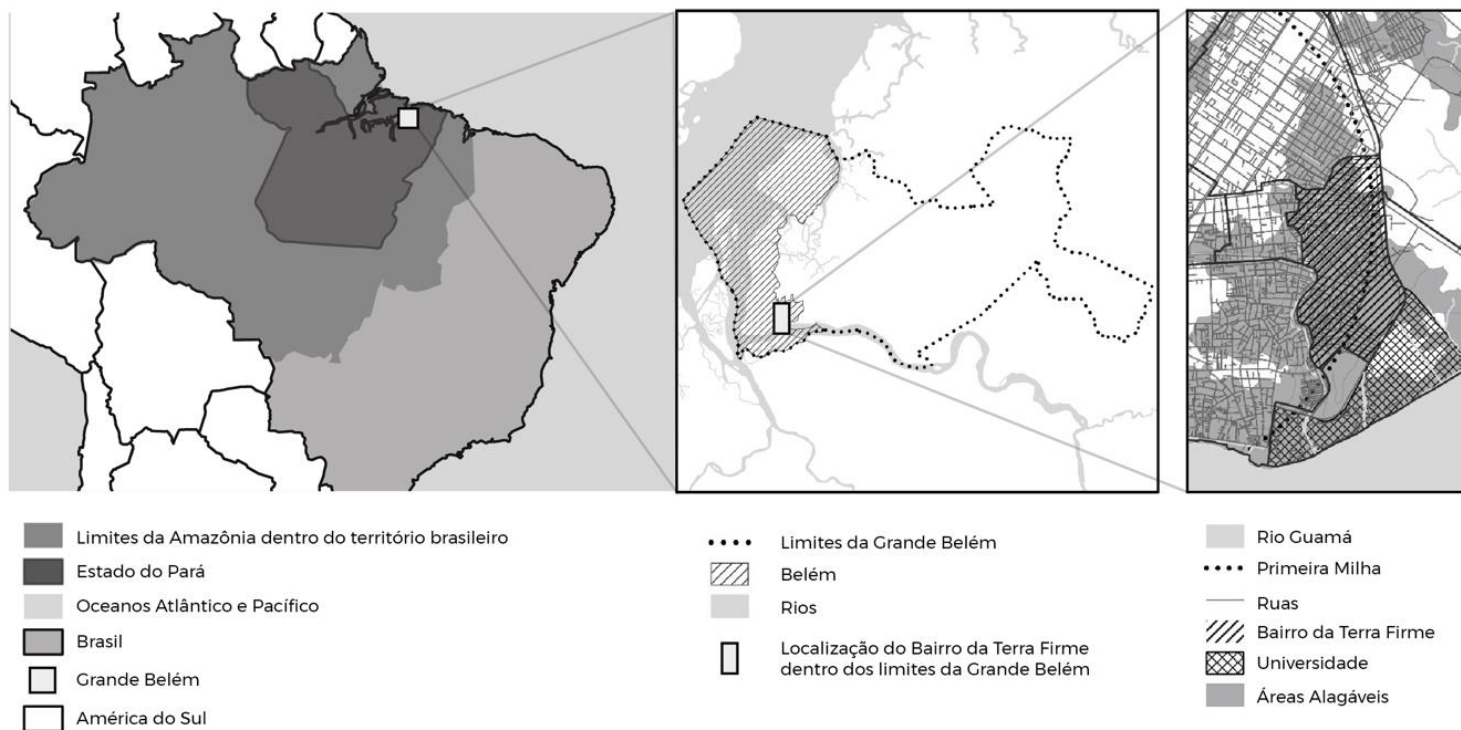 Limites da Amazônia dentro do território brasileiro
Estado do Pará
Oceanos Atlântico e Pacífico
Brasil
Grande Belém
América do Sul
Limites da Grande Belém
Belém
Rios
Localização do Bairro da Terra Firme
dentro dos limites da Grande Belém
Rio Guamá
Primeira Milha
Ruas
Bairro da Terra Firme
Universidade
Áreas Alagáveis